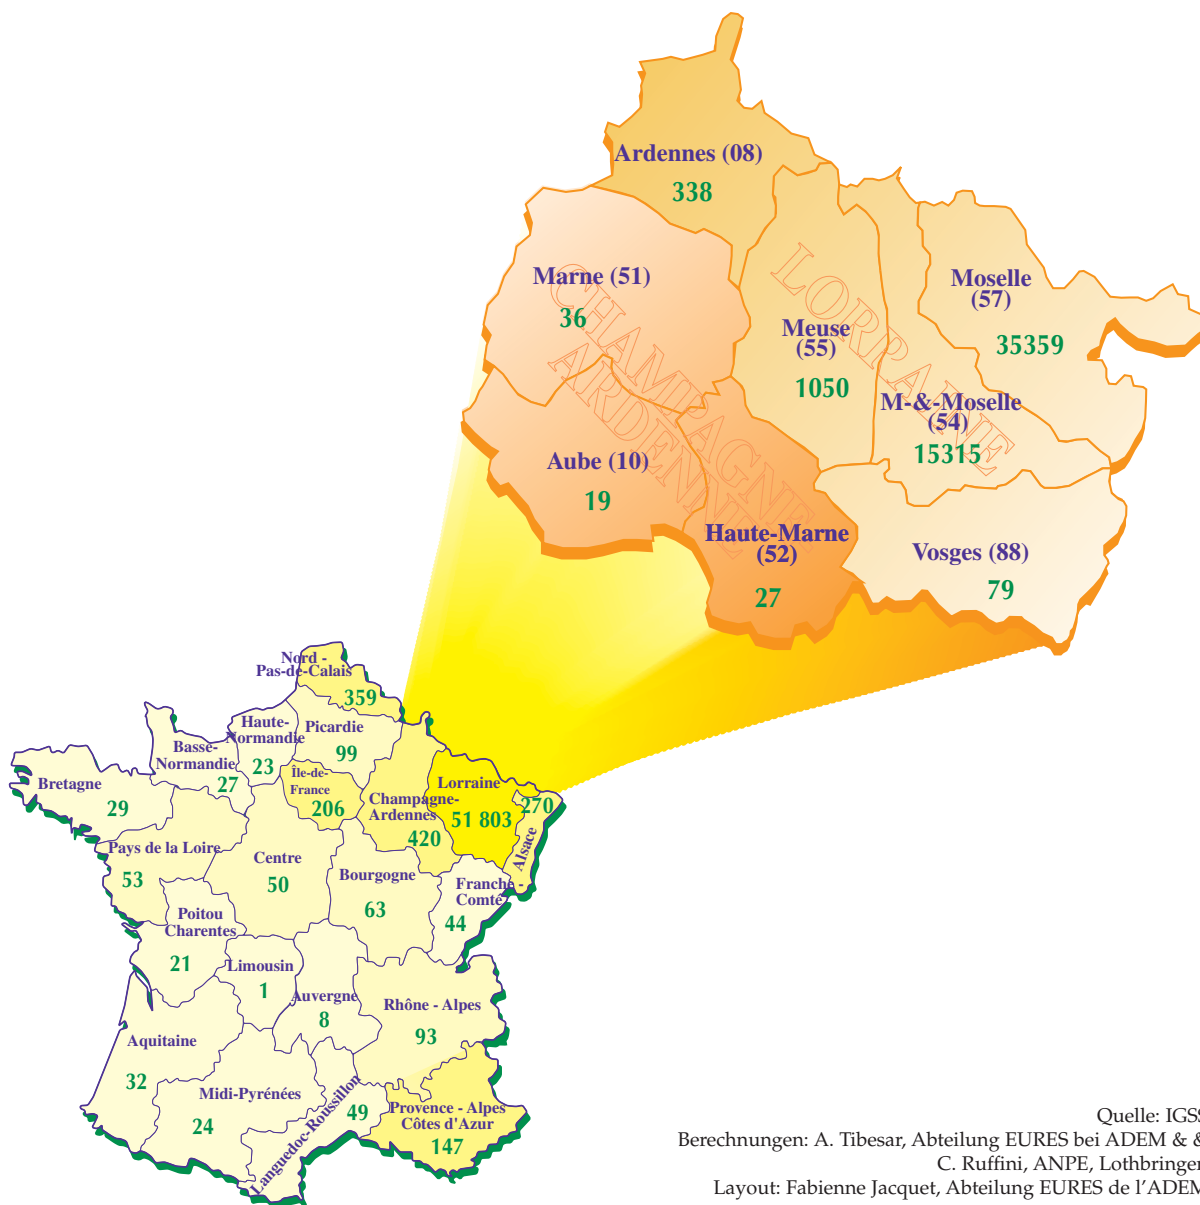 Ardennes (08)
338
Marne (51)
36
CHAMPAGNE
ARDENNE
LORRAINE
Moselle
(57)
35359
Meuse
(55)
1050
M-&-Moselle
(54)
15315
Aube (10)
19
Haute-Marne
(52)
27
Vosges (88)
79
Nord -
Pas-de-Calais
359
Haute-
Normandie
23
Picardie
99
Basse-
Normandie
27
Bretagne
29
Île-de-
France
206
Champagne-
Ardennes
420
Lorraine
51 803
270
Alsace
Pays de la Loire
53
Centre
50
Bourgogne
63
Franche -
Comté
44
Poitou
Charentes
21
Limousin
1
Auvergne
8
Rhône - Alpes
93
Aquitaine
32
Midi-Pyrénées
24
Languedoc-Roussillon
49
Provence - Alpes
Côtes d'Azur
147
Quelle: IGSS
Berechnungen: A. Tibesar, Abteilung EURES bei ADEM & &
C. Ruffini, ANPE, Lothbringen
Layout: Fabienne Jacquet, Abteilung EURES de l’ADEM